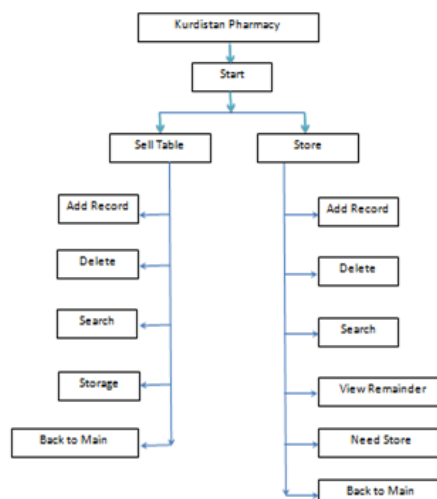 Kurdistan Pharmacy
Start
Sell Table
Store
Add Record
Delete
Search
Storage
Back to Main
Add Record
Delete
Search
View Remainder
Need Store
Back to Main